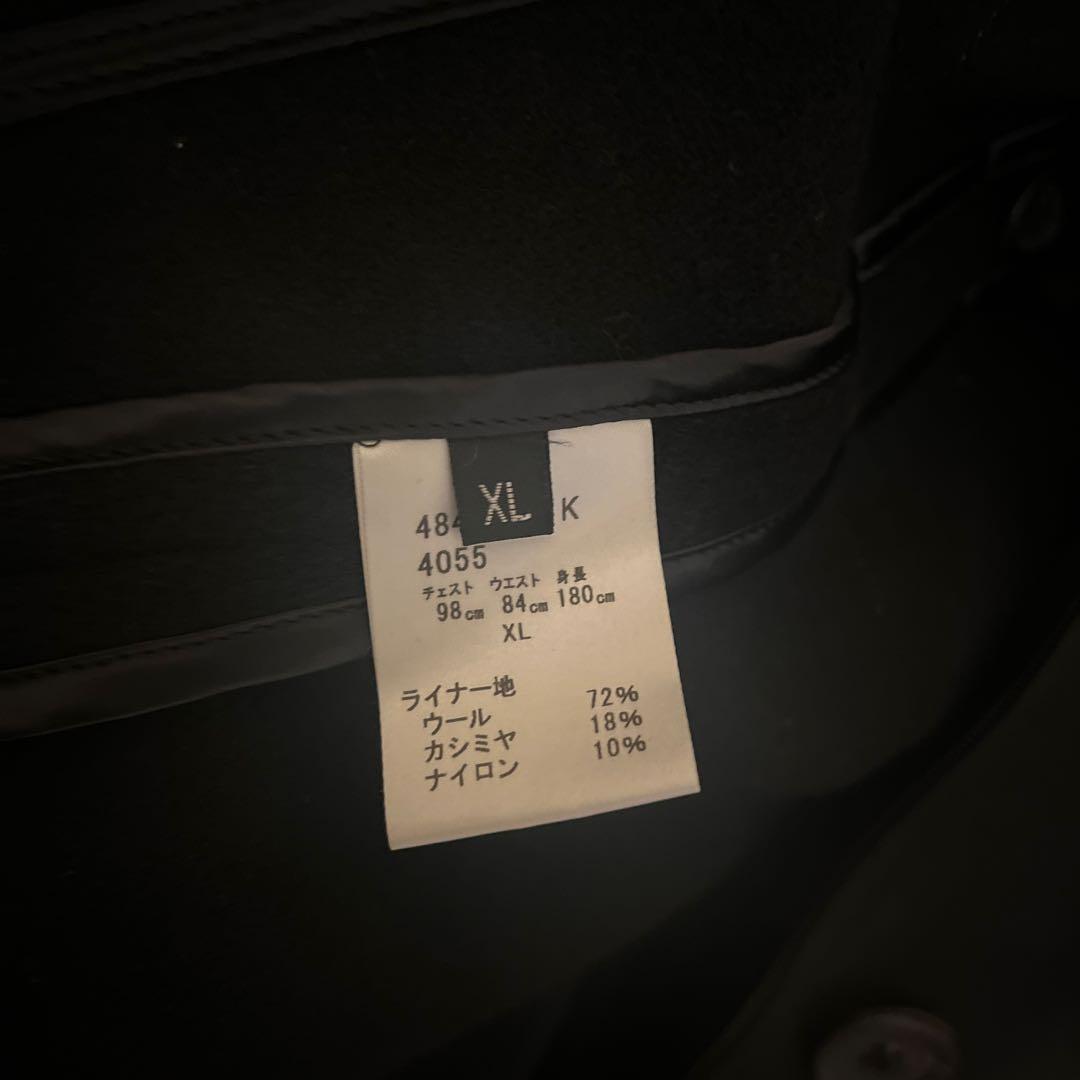 XL
484 K
4055
チェスト ウエスト 身長
98cm 84cm 180cm
XL
ライナー地
ウール 72%
カシミヤ 18%
ナイロン 10%